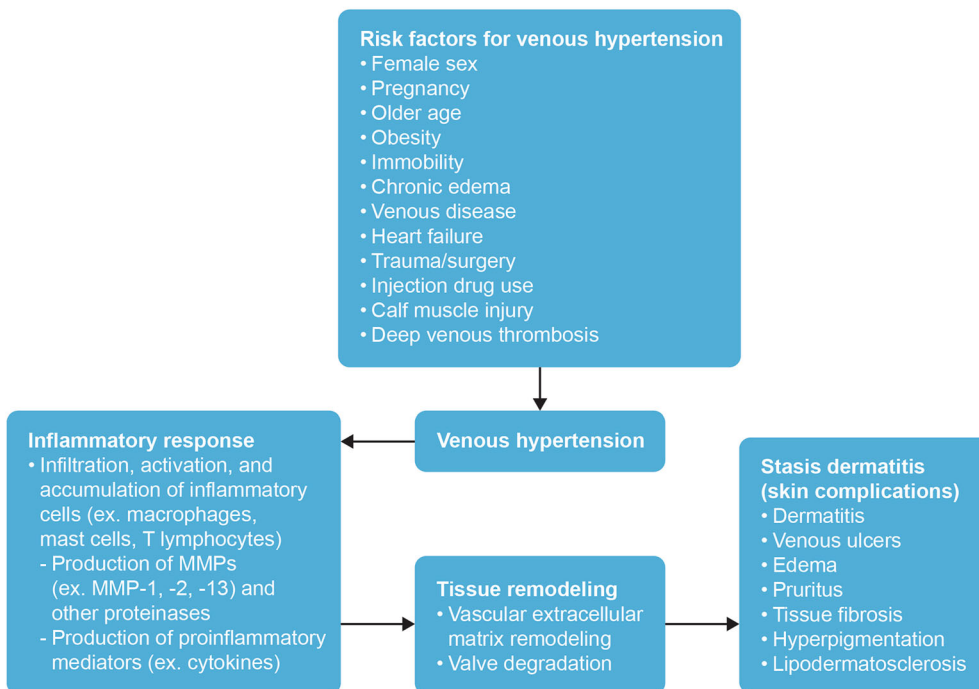 Risk factors for venous hypertension
• Female sex
• Pregnancy
• Older age
• Obesity
• Immobility
• Chronic edema
• Venous disease
• Heart failure
• Trauma/surgery
• Injection drug use
• Calf muscle injury
• Deep venous thrombosis
Venous hypertension
Inflammatory response
• Infiltration, activation, and
accumulation of inflammatory
cells (ex. macrophages,
mast cells, T lymphocytes)
- Production of MMPs
(ex. MMP-1, -2, -13) and
other proteinases
- Production of proinflammatory
mediators (ex. cytokines)
Tissue remodeling
• Vascular extracellular
matrix remodeling
• Valve degradation
Stasis dermatitis
(skin complications)
• Dermatitis
• Venous ulcers
• Edema
• Pruritus
• Tissue fibrosis
• Hyperpigmentation
• Lipodermatosclerosis